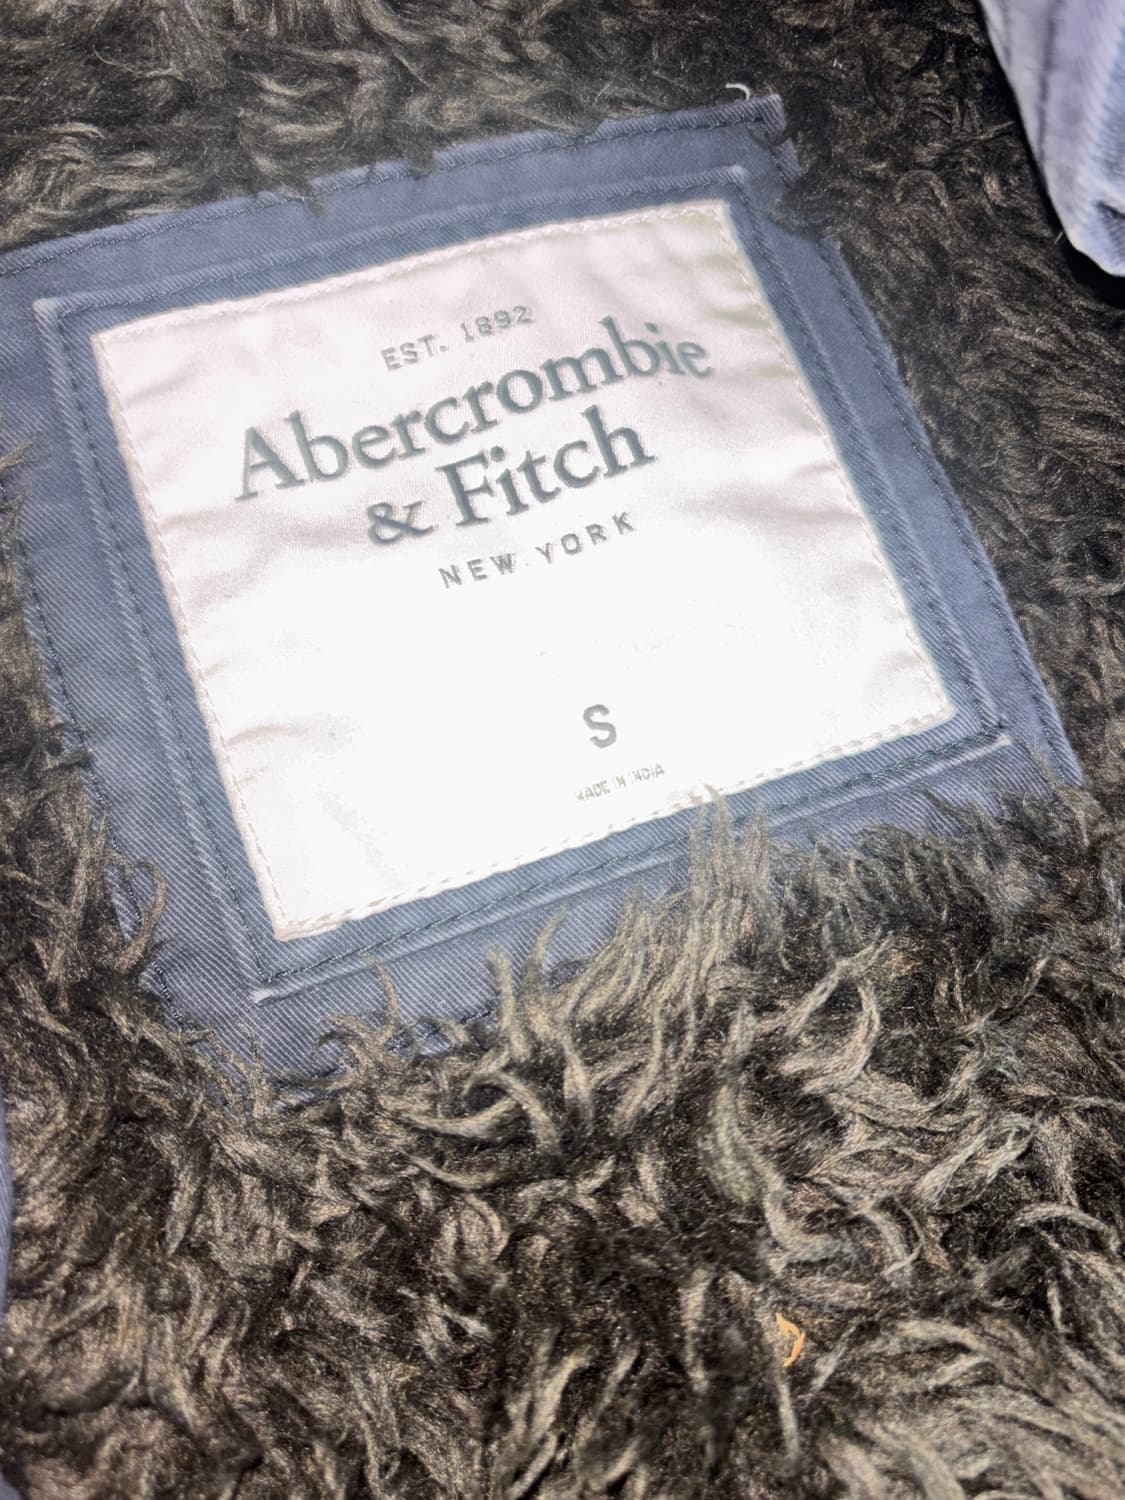 EST. 1892
Abercrombie
& Fitch
NEW YORK
S
MADE IN INDIA